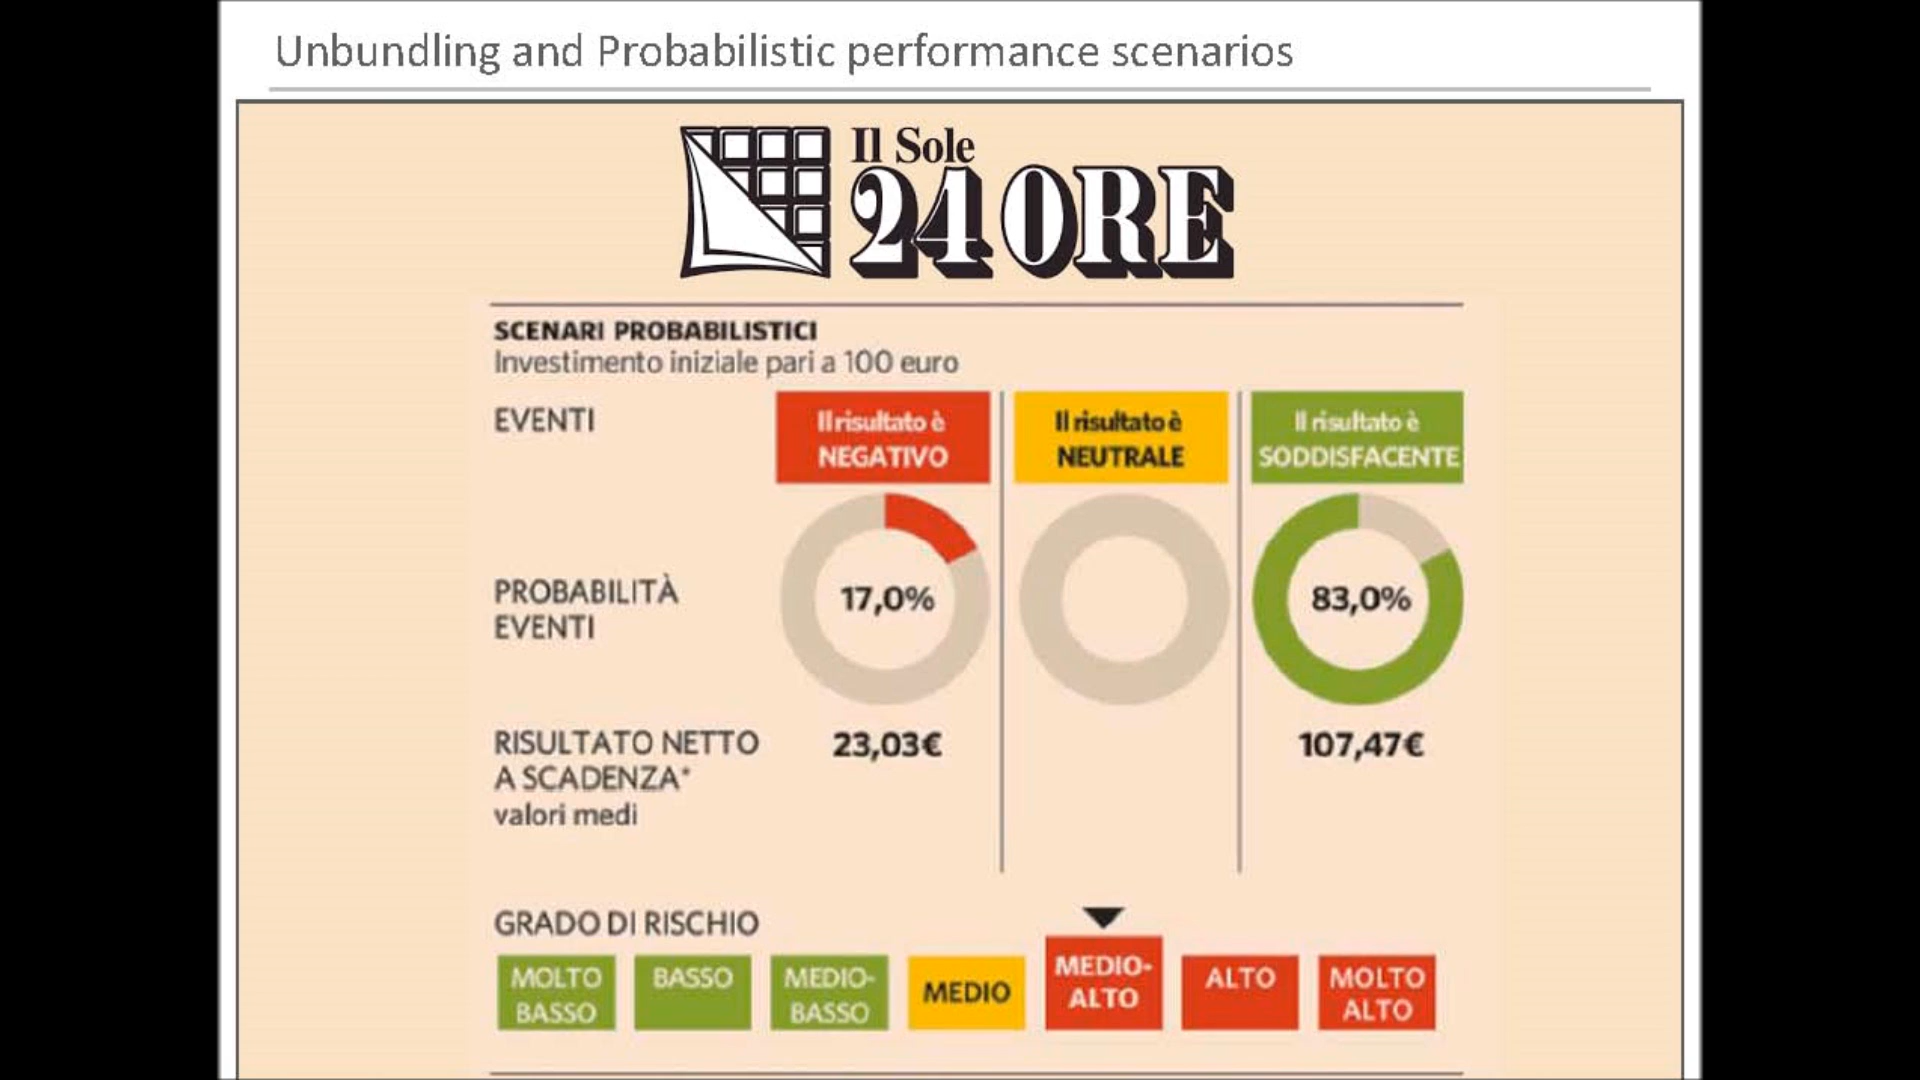 Unbundling and Probabilistic performance scenarios
Il Sole
24 ORE
SCENARI PROBABILISTICI
Investimento iniziale pari a 100 euro
EVENTI
Il risultato è
NEGATIVO
Il risultato è
NEUTRALE
Il risultato è
SODDISFACENTE
PROBABILITÀ
EVENTI
17,0%
83,0%
RISULTATO NETTO
A SCADENZA*
valori medi
23,03€
107,47€
GRADO DI RISCHIO
MOLTO
BASSO
BASSO
MEDIO-
BASSO
MEDIO
MEDIO-
ALTO
ALTO
MOLTO
ALTO